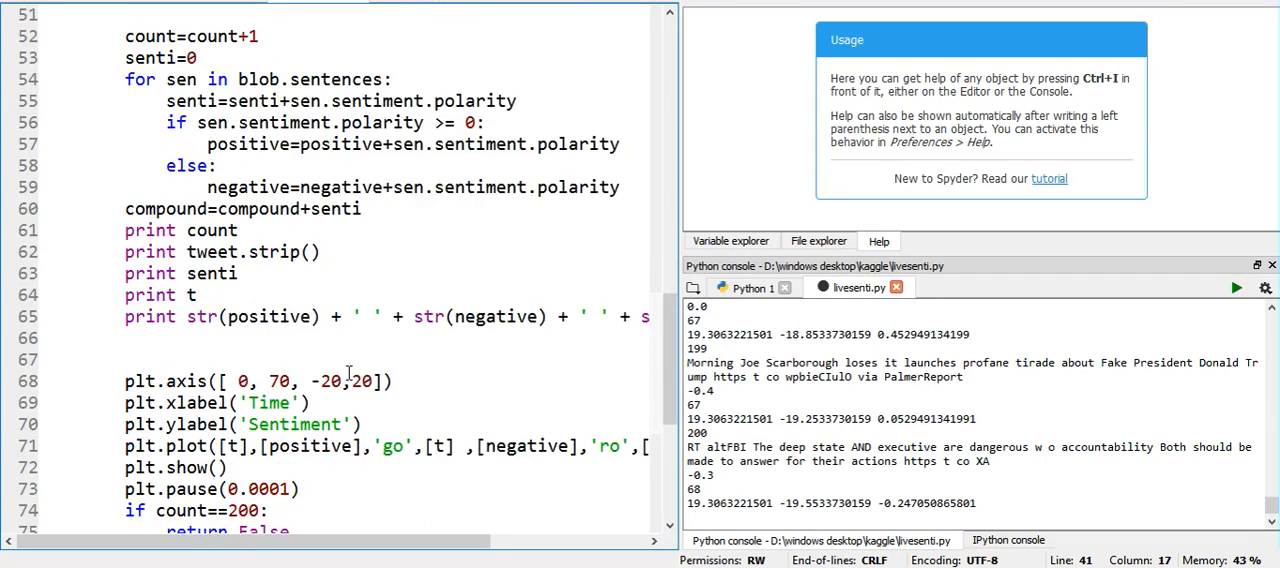 51
52 count=count+1
53 senti=0
54 for sen in blob.sentences:
55 senti=senti+sen.sentiment.polarity
56 if sen.sentiment.polarity >= 0:
57 positive=positive+sen.sentiment.polarity
58 else:
59 negative=negative+sen.sentiment.polarity
60 compound=compound+senti
61 print count
62 print tweet.strip()
63 print senti
64 print t
65 print str(positive) + ' ' + str(negative) + ' ' + s
66
67
68 plt.axis([ 0, 70, -20,20])
69 plt.xlabel('Time')
70 plt.ylabel('Sentiment')
71 plt.plot([t],[positive],'go',[t] ,[negative],'ro',[
72 plt.show()
73 plt.pause(0.0001)
74 if count==200:
75 return False
Usage
Here you can get help of any object by pressing Ctrl+I in
front of it, either on the Editor or the Console.
Help can also be shown automatically after writing a left
parenthesis next to an object. You can activate this
behavior in Preferences > Help.
New to Spyder? Read our tutorial
Variable explorer File explorer Help
Python console - D:\windows desktop\kaggle\livesenti.py
Python 1 livesenti.py
0.0
67
19.3063221501 -18.8533730159 0.452949134199
199
Morning Joe Scarborough loses it launches profane tirade about Fake President Donald Tr
ump https t co wpbieCIulO via PalmerReport
-0.4
67
19.3063221501 -19.2533730159 0.0529491341991
200
RT altFBI The deep state AND executive are dangerous w o accountability Both should be
made to answer for their actions https t co XA
-0.3
68
19.3063221501 -19.5533730159 -0.247050865801
Python console - D:\windows desktop\kaggle\livesenti.py IPython console
Permissions: RW End-of-lines: CRLF Encoding: UTF-8 Line: 41 Column: 17 Memory: 43 %